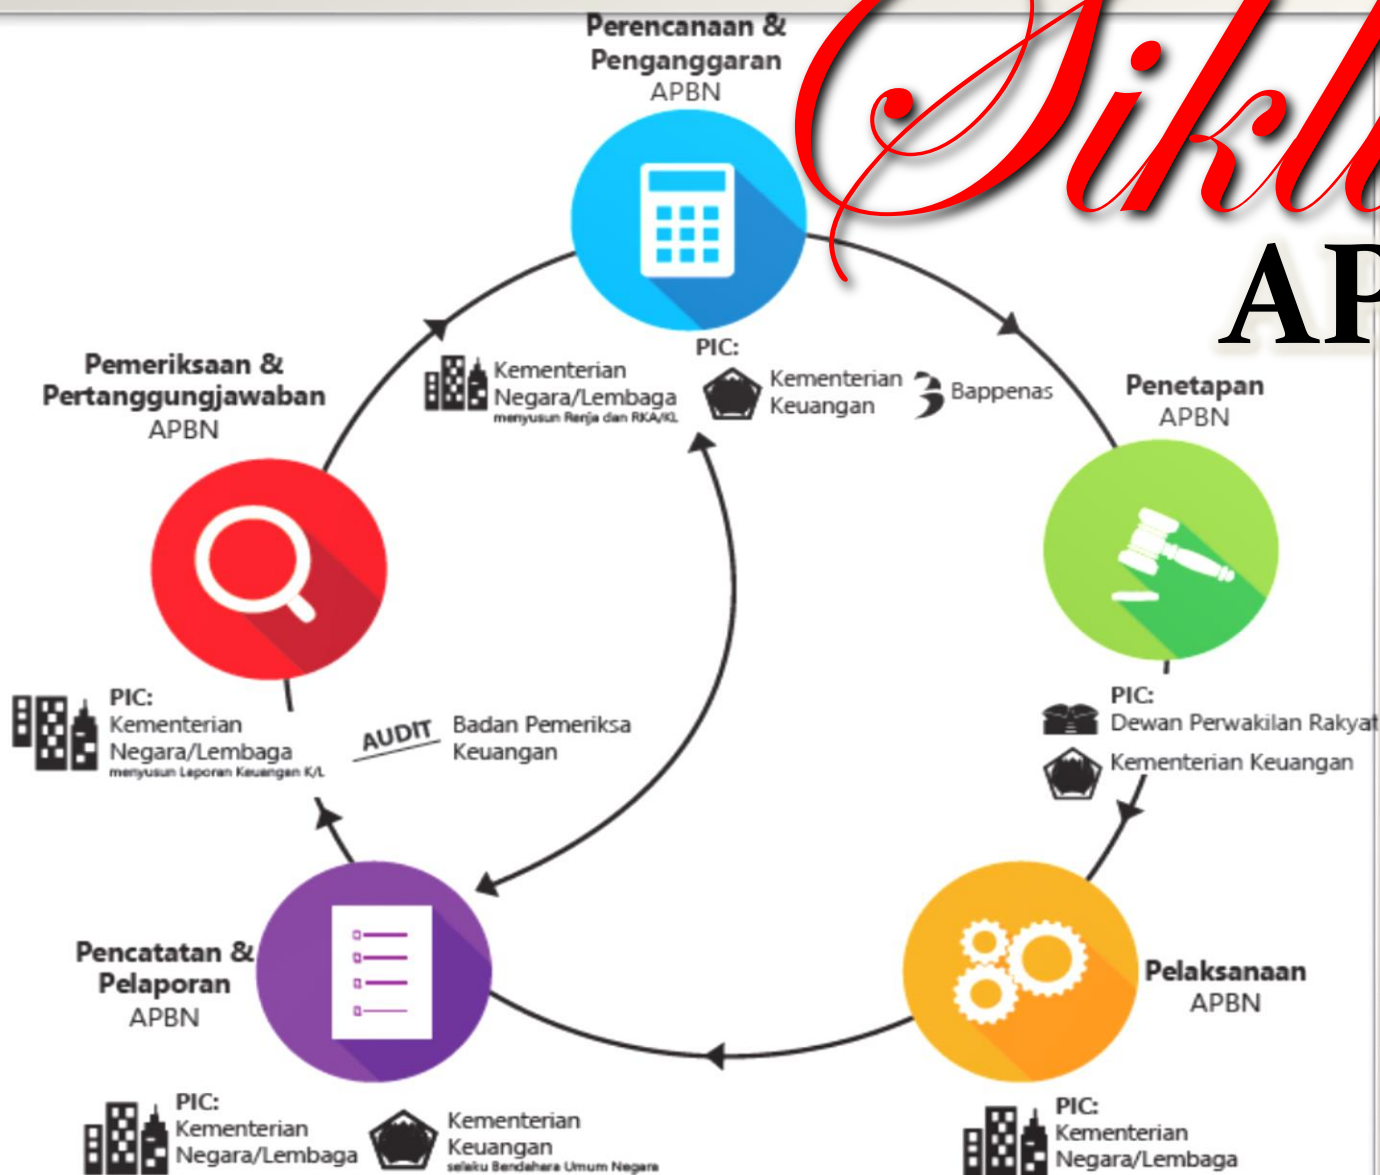 Perencanaan &
Penganggaran
APBN
Siklu
AP
PIC:
Kementerian
Negara/Lembaga
menyusun Renja dan RKA/KL
Kementerian
Keuangan
Bappenas
Penetapan
APBN
PIC:
Dewan Perwakilan Rakyat
Kementerian Keuangan
Pelaksanaan
APBN
PIC:
Kementerian
Negara/Lembaga
Pencatatan &
Pelaporan
APBN
PIC:
Kementerian
Negara/Lembaga
Kementerian
Keuangan
selaku Bendahara Umum Negara
Pemeriksaan &
Pertanggungjawaban
APBN
PIC:
Kementerian
Negara/Lembaga
menyusun Laporan Keuangan K/L
AUDIT
Badan Pemeriksa
Keuangan